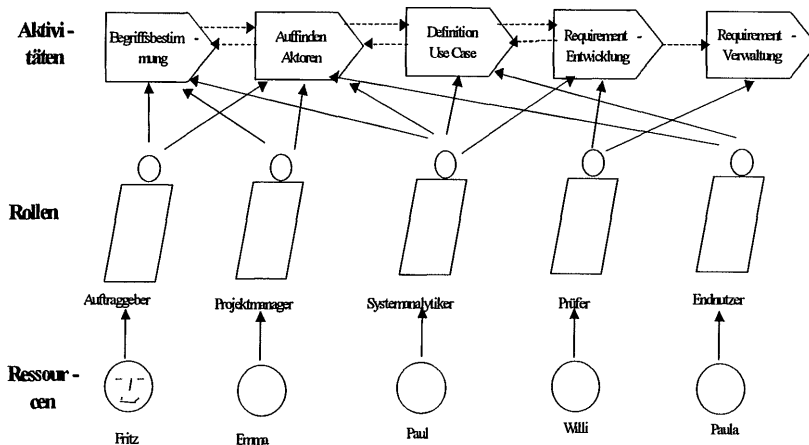 Aktivi -
täten
Begriffsbestim -
mung
Auffinden
Aktoren
Definition
Use Case
Requirement -
Entwicklung
Requirement -
Verwaltung
Rollen
Auftraggeber
Projektmanager
Systemanalytiker
Prüfer
Endnutzer
Ressour -
cen
Fritz
Emma
Paul
Willi
Paula